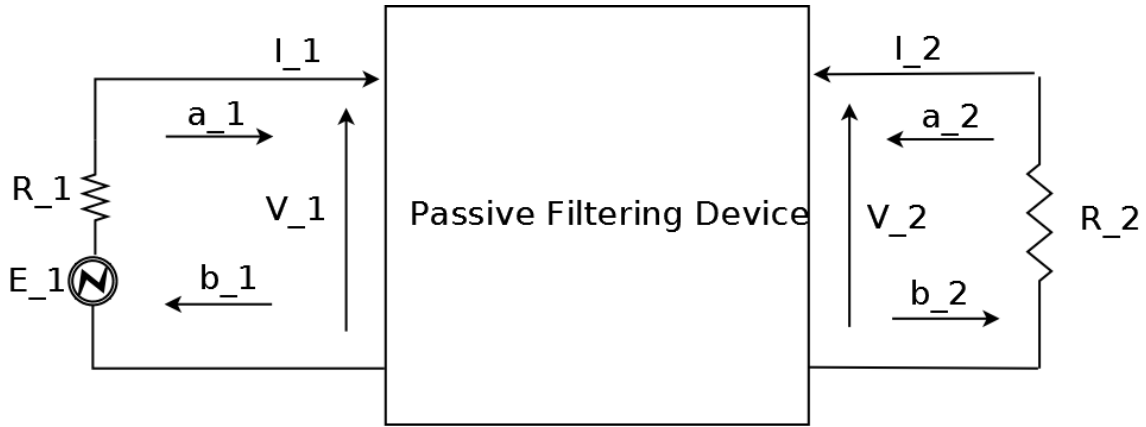 I_1
I_2
a_1
a_2
R_1
V_1
Passive Filtering Device
V_2
R_2
E_1
b_1
b_2